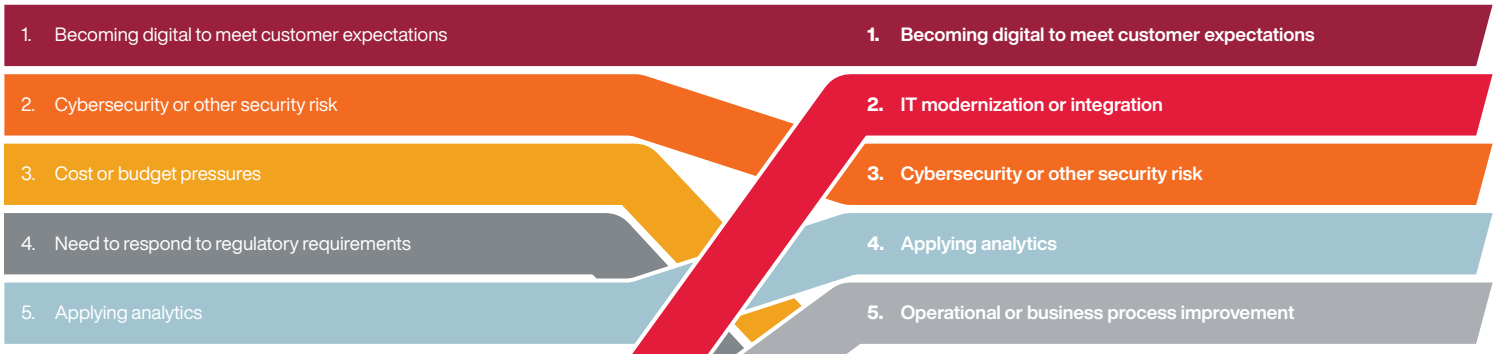 1. Becoming digital to meet customer expectations
2. Cybersecurity or other security risk
3. Cost or budget pressures
4. Need to respond to regulatory requirements
5. Applying analytics
1. Becoming digital to meet customer expectations
2. IT modernization or integration
3. Cybersecurity or other security risk
4. Applying analytics
5. Operational or business process improvement